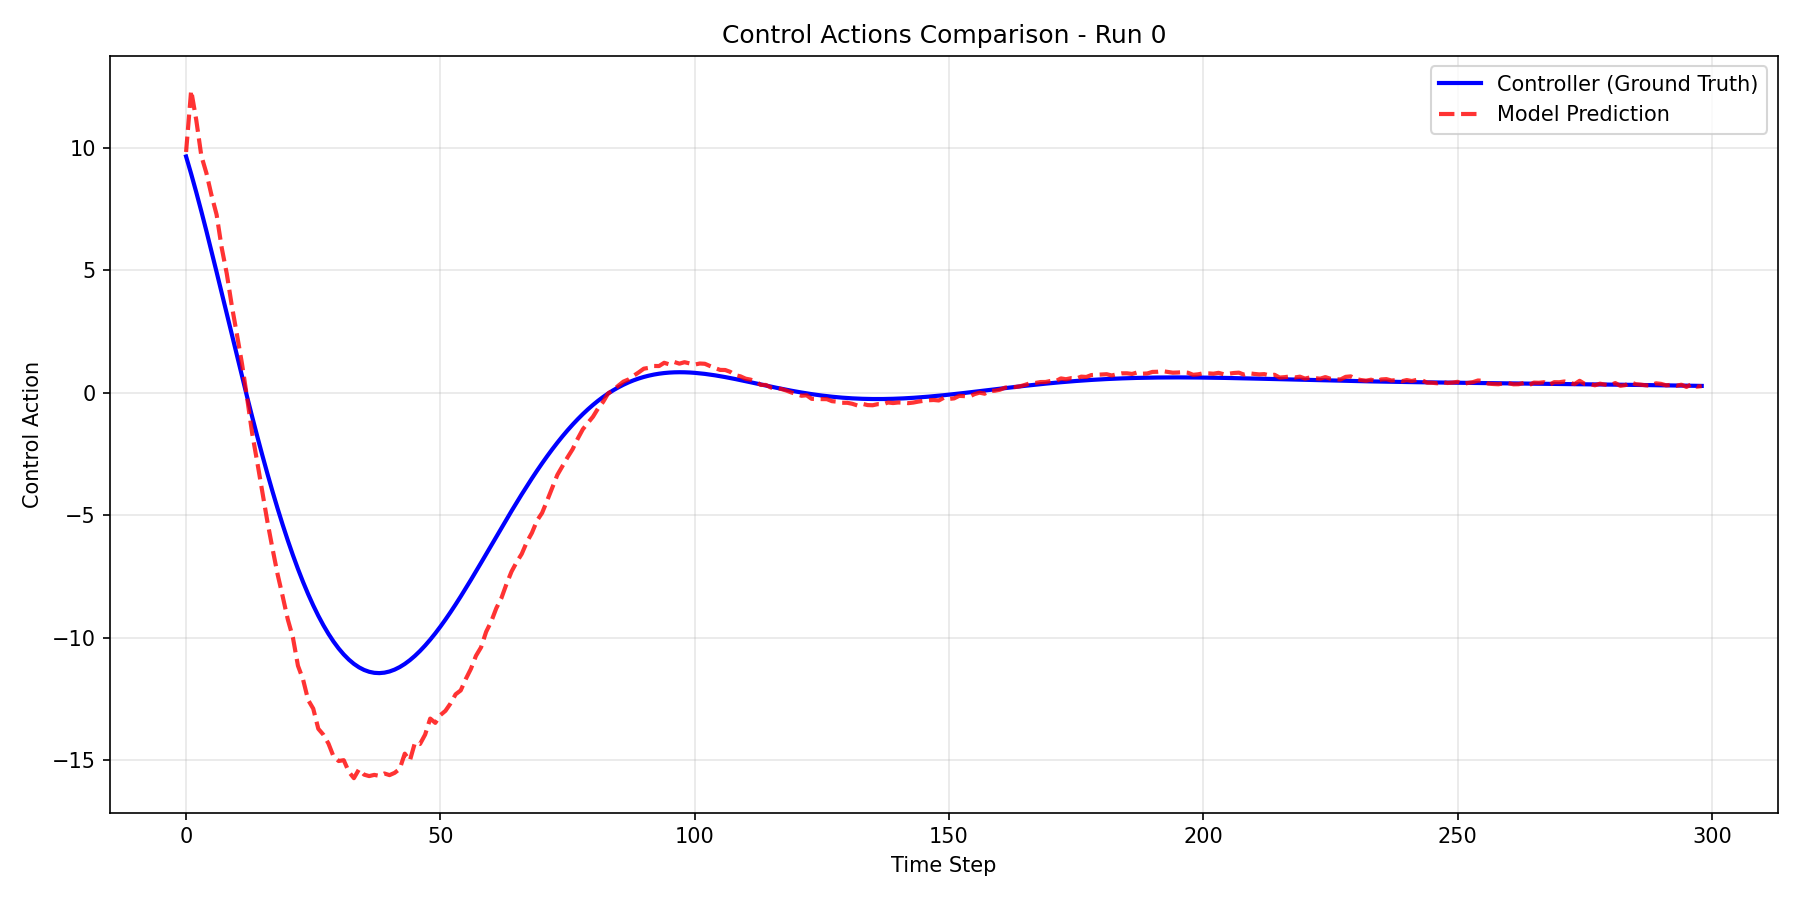 Control Actions Comparison - Run 0
Controller (Ground Truth)
Model Prediction
Control Action
10
5
0
−5
−10
−15
0
50
100
150
200
250
300
Time Step